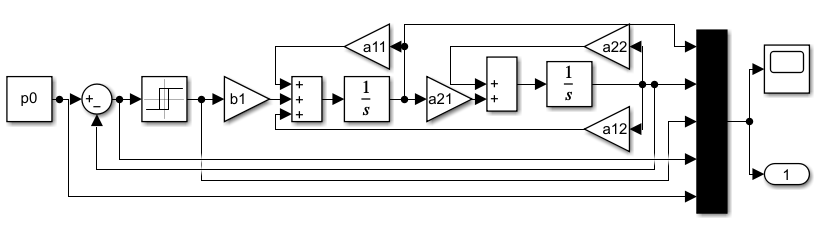 a11
a22
p0
+
−
b1
+
+
+
1
s
a21
+
+
1
s
a12
1